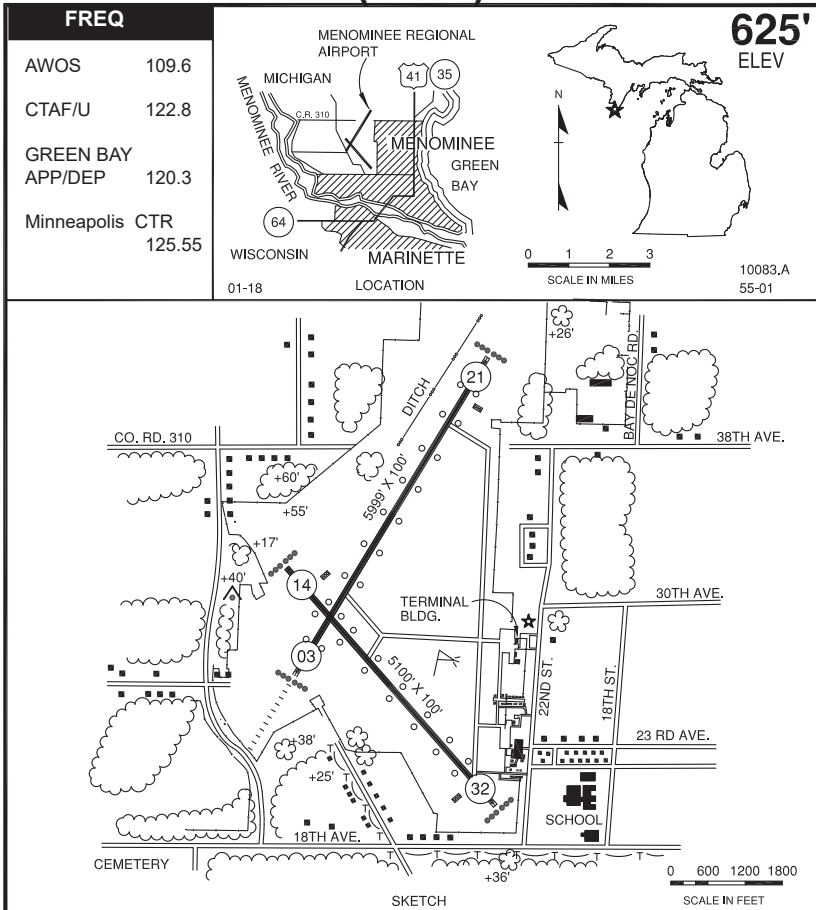 FREQ
AWOS 109.6
CTAF/U 122.8
GREEN BAY
APP/DEP 120.3
Minneapolis CTR
125.55
MENOMINEE REGIONAL
AIRPORT
MICHIGAN
41
35
C.R. 310
MENOMINEE RIVER
MENOMINEE
GREEN
BAY
64
WISCONSIN
MARINETTE
01-18
LOCATION
625'
ELEV
N
0 1 2 3
SCALE IN MILES
10083.A
55-01
+26'
BAY DE NOC RD.
21
DITCH
CO. RD. 310
38TH AVE.
+60'
5999' X 100'
+55'
+17'
+40'
14
30TH AVE.
TERMINAL
BLDG.
03
5100' X 100'
22ND ST.
18TH ST.
23 RD AVE.
+38'
+25'
T
T
T
T
32
SCHOOL
18TH AVE.
CEMETERY
T
T
T
T
T
T
+36'
0 600 1200 1800
SCALE IN FEET
SKETCH